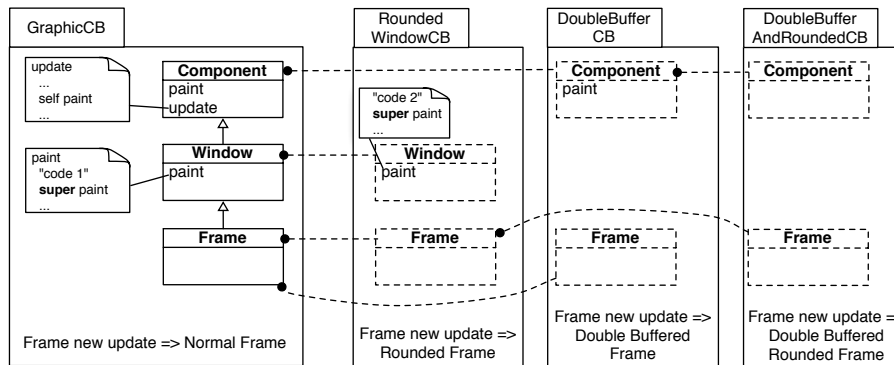 GraphicCB
update
...
self paint
...
Component
paint
update
paint
"code 1"
super paint
...
Window
paint
Frame
Frame new update => Normal Frame
Rounded
WindowCB
"code 2"
super paint
...
Window
paint
Frame
Frame new update =>
Rounded Frame
DoubleBuffer
CB
Component
paint
Frame
Frame new update =>
Double Buffered
Frame
DoubleBuffer
AndRoundedCB
Component
Frame
Frame new update =
Double Buffered
Rounded Frame